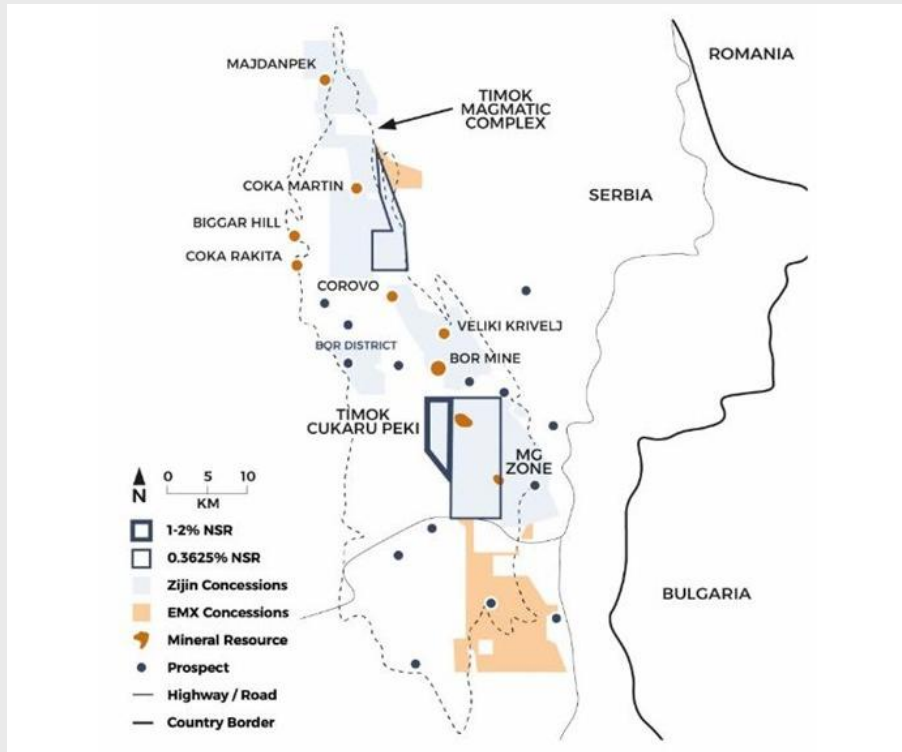 ROMANIA
MAJDANPEK
TIMOK
MAGMATIC
COMPLEX
COKA MARTIN
SERBIA
BIGGAR HILL
COKA RAKITA
COROVO
VELIKI KRIVELJ
BOR DISTRICT
BOR MINE
TIMOK
CUKARU PEKI
MG
ZONE
BULGARIA
N
0 5 10
KM
1-2% NSR
0.3625% NSR
Zijin Concessions
EMX Concessions
Mineral Resource
Prospect
Highway / Road
Country Border